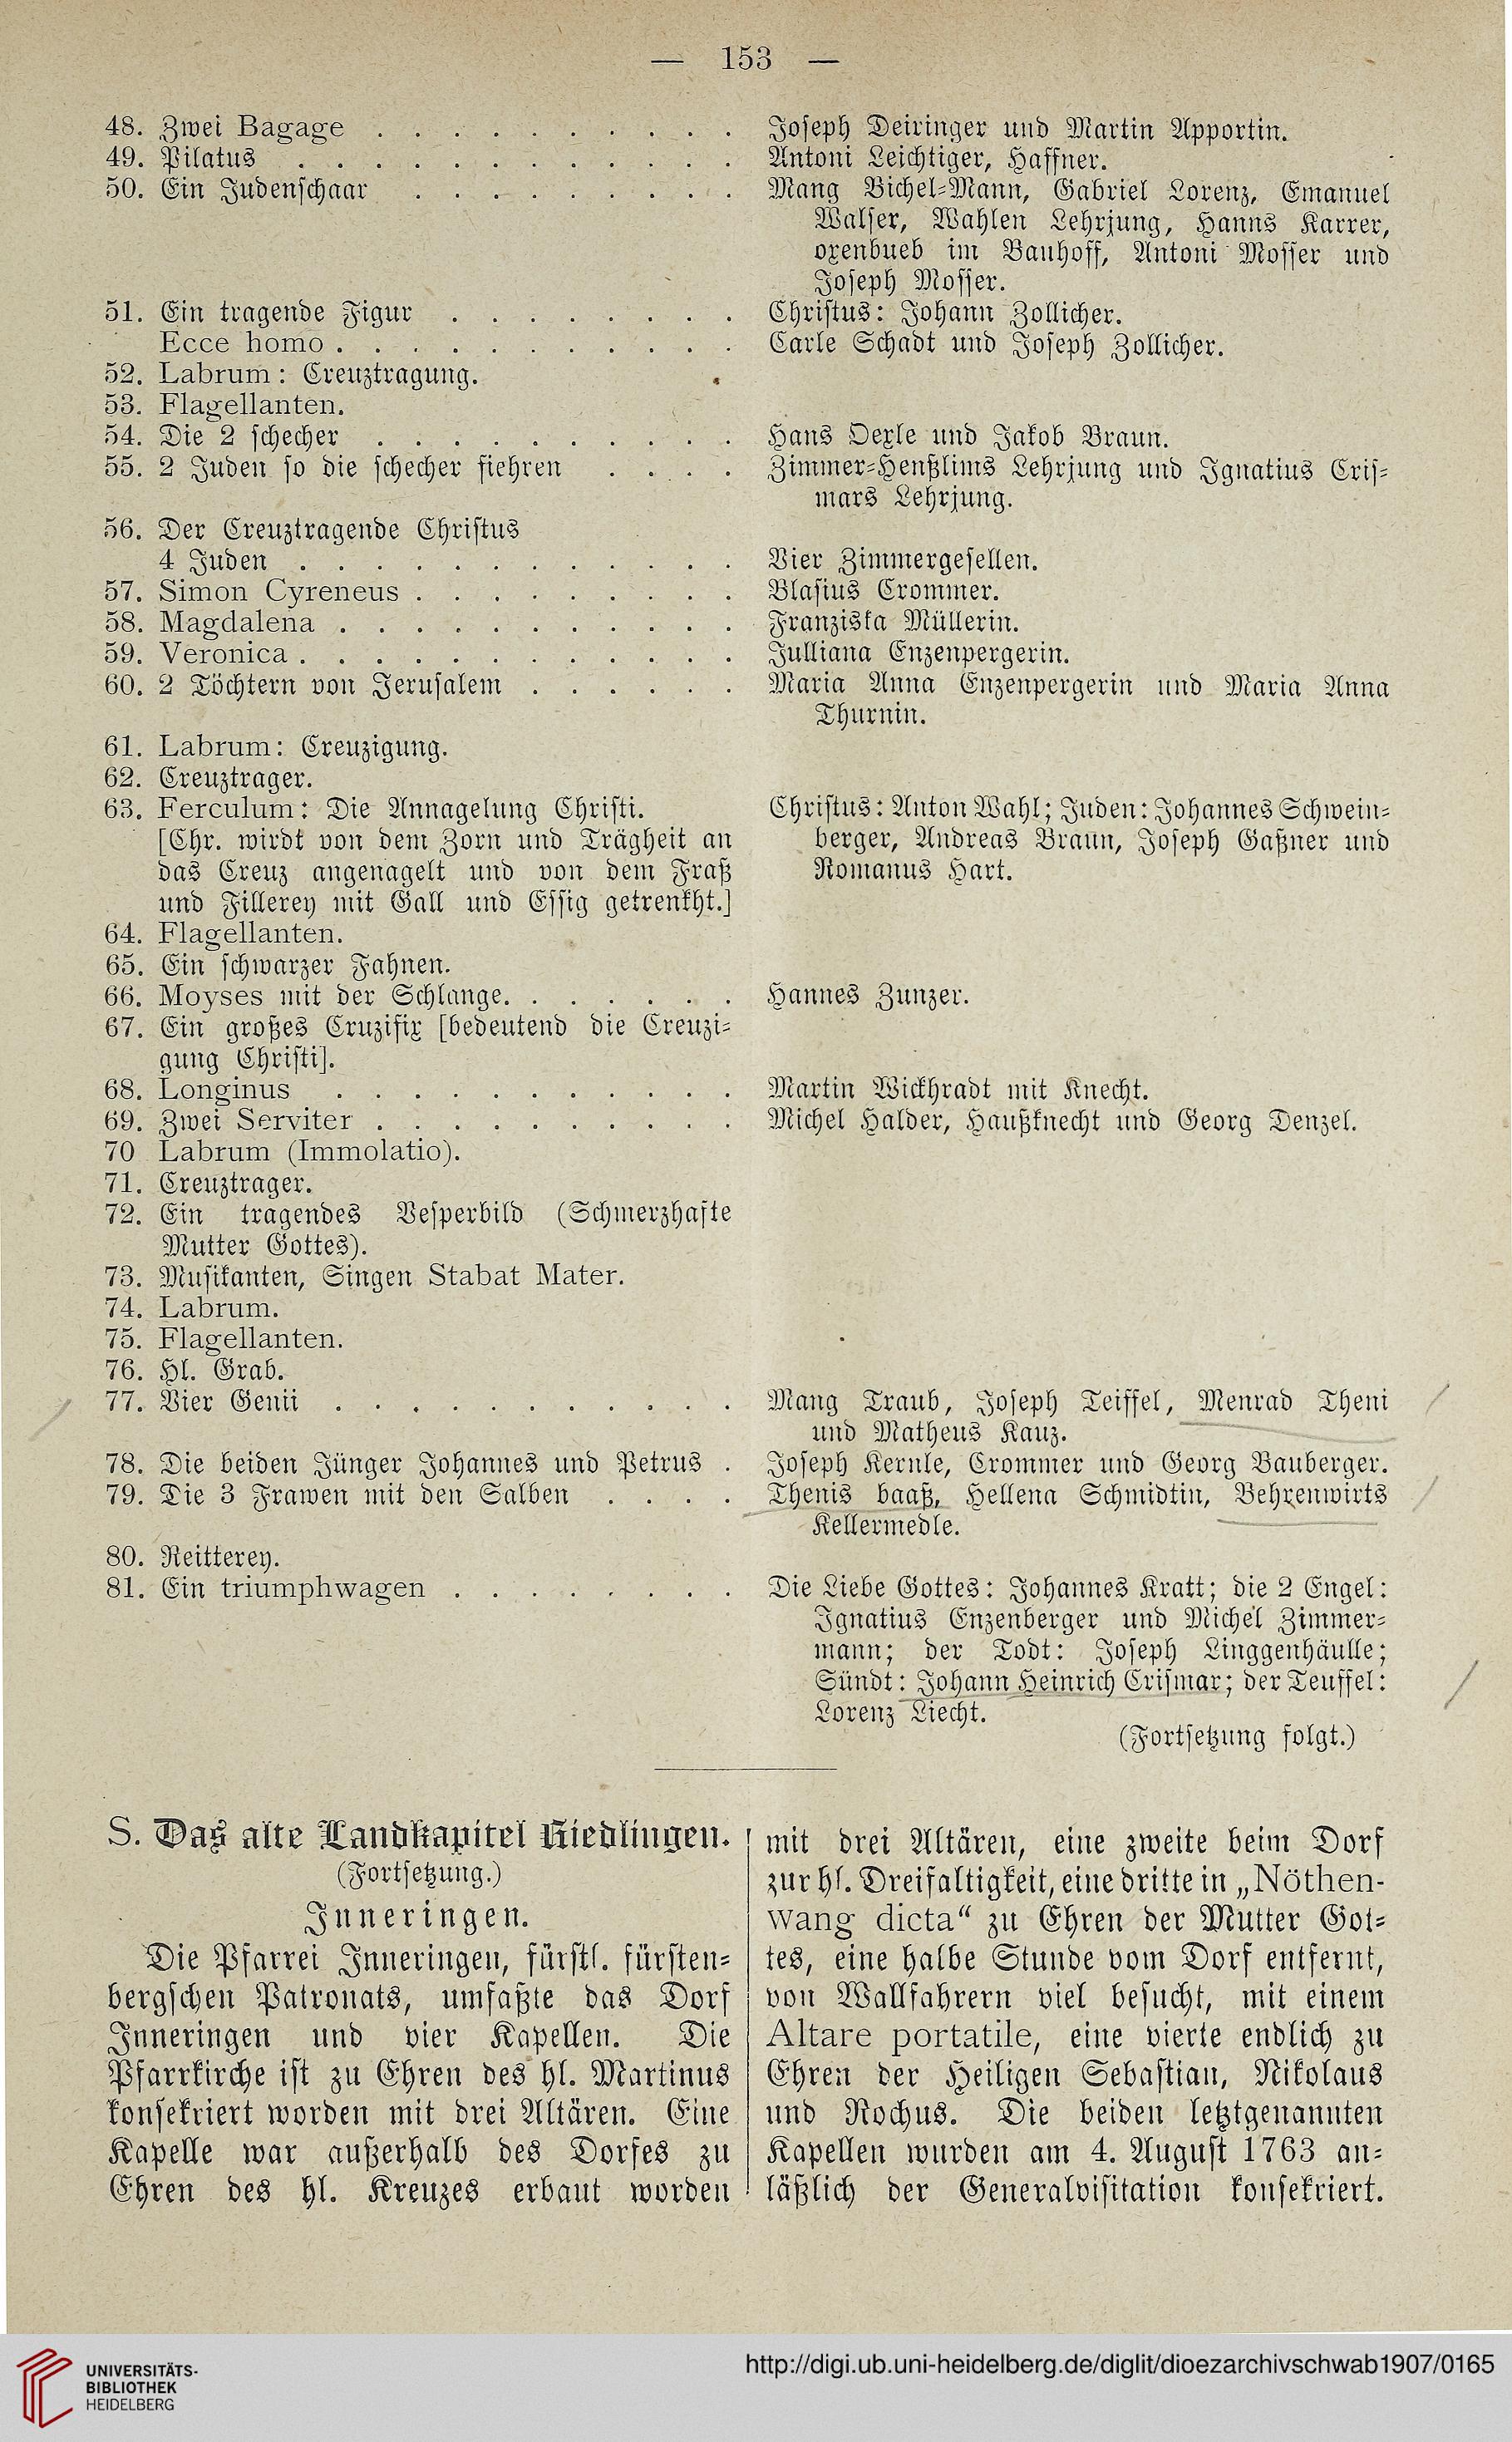 — 153 —
48. Zwei Bagage . . . . . . . . . . Joseph Deiringer und Martin Apportin.
49. Pilatus . . . . . . . . . . . . Antoni Leichtiger, Haffner.
50. Ein Judenschaar . . . . . . . . . Mang Bichel-Mann, Gabriel Lorenz, Emanuel
Walser, Wahlen Lehrjung, Hanns Karrer,
oxenbueb im Bauhoff, Antoni Mosser und
Joseph Mosser.
51. Ein tragende Figur . . . . . . . . Christus: Johann Zollicher.
Ecce homo . . . . . . . . . . . Carle Schadt und Joseph Zollicher.
52. Labrum: Creuztragung.
53. Flagellanten.
54. Die 2 schecher . . . . . . . . . . Hans Oexle und Jakob Braun.
55. 2 Juden so die schecher fiehren . . . . Zimmer-Henßlims Lehrjung und Ignatius Cris-
mars Lehrjung.
56. Der Creuztragende Christus
4 Juden . . . . . . . . . . . . Vier Zimmergesellen.
57. Simon Cyreneus . . . . . . . . . Blasius Crommer.
58. Magdalena . . . . . . . . . . . Franziska Müllerin.
59. Veronica . . . . . . . . . . . . Julliana Enzenpergerin.
60. 2 Töchtern von Jerusalem . . . . . . Maria Anna Enzenpergerin und Maria Anna
Thurnin.
61. Labrum: Creuzigung.
62. Creuztrager.
63. Ferculum: Die Annagelung Christi. Christus: Anton Wahl; Juden: Johannes Schwein-
[Chr. wirdt von dem Zorn und Trägheit an berger, Andreas Braun, Joseph Gaßner und
das Creuz angenagelt und von dem Fraß Romanus Hart.
und Fillerey mit Gall und Essig getrenkht.]
64. Flagellanten.
65. Ein schwarzer Fahnen.
66. Moyses mit der Schlange. . . . . . . Hannes Zunzer.
67. Ein großes Cruzifix [bedeutend die Creuzi-
gung Christi].
68. Longinus . . . . . . . . . . . Martin Wickhradt mit Knecht.
69. Zwei Serviter . . . . . . . . . . Michel Halder, Haußknecht und Georg Denzel.
70 Labrum (Immolatio).
71. Creuztrager.
72. Ein tragendes Vesperbild (Schmerzhafte
Mutter Gottes).
73. Musikanten, Singen Stabat Mater.
74. Labrum.
75. Flagellanten.
76. Hl. Grab.
77. Vier Genii . . . . . . . . . . . Mang Traub, Joseph Teiffel, Menrad Theni
und Matheus Kauz.
78. Die beiden Jünger Johannes und Petrus . Joseph Kernle, Crommer und Georg Bauberger.
79. Die 3 Frawen mit den Salben . . . . Thenis baaß, Hellena Schmidtin, Behrenwirts
Kellermedle.
80. Reitterey.
81. Ein triumphwagen . . . . . . . . Die Liebe Gottes: Johannes Kratt; die 2 Engel:
Ignatius Enzenberger und Michel Zimmer-
mann; der Todt: Joseph Linggenhäulle;
Sündt: Johann Heinrich Crismar; der Teuffel:
Lorenz Liecht.
(Fortsetzung folgt.)
S. Das alte Landkapitel Riedlingen.
(Fortsetzung.)
Inneringen.
Die Pfarrei Inneringen, fürstl. fürsten-
bergschen Patronats, umfaßte das Dorf
Inneringen und vier Kapellen. Die
Pfarrkirche ist zu Ehren des hl. Martinus
konsekriert worden mit drei Altären. Eine
Kapelle war außerhalb des Dorfes zu
Ehren des hl. Kreuzes erbaut worden
mit drei Altären, eine zweite beim Dorf
zur hl. Dreifaltigkeit, eine dritte in „Nöthen-
wang dicta“ zu Ehren der Mutter Got-
tes, eine halbe Stunde vom Dorf entfernt,
von Wallfahrern viel besucht, mit einem
Altare portatile, eine vierte endlich zu
Ehren der Heiligen Sebastian, Nikolaus
und Rochus. Die beiden letztgenannten
Kapellen wurden am 4. August 1763 an-
läßlich der Generalvisitation konsekriert.
UNIVERSITÄTS-
BIBLIOTHEK
HEIDELBERG
http://digi.ub.uni-heidelberg.de/diglit/dioezarchivschwab1907/0165